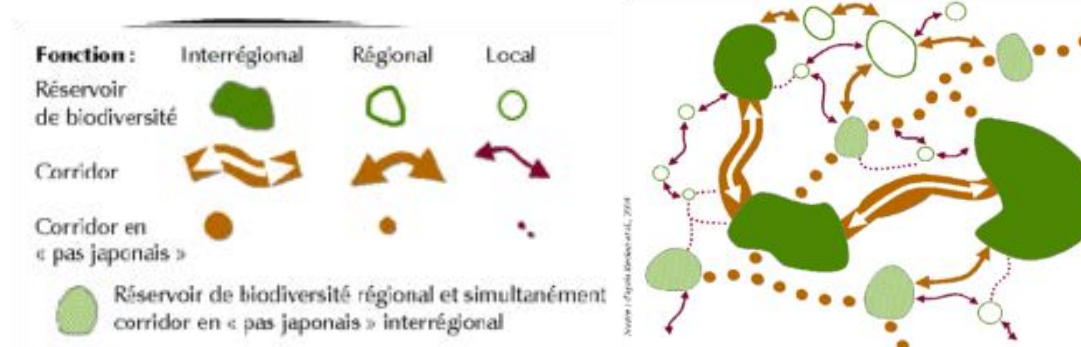 Fonction : Interrégional Régional Local
Réservoir
de biodiversité
Corridor
Corridor en
« pas japonais »
Réservoir de biodiversité régional et simultanément
corridor en « pas japonais » interrégional